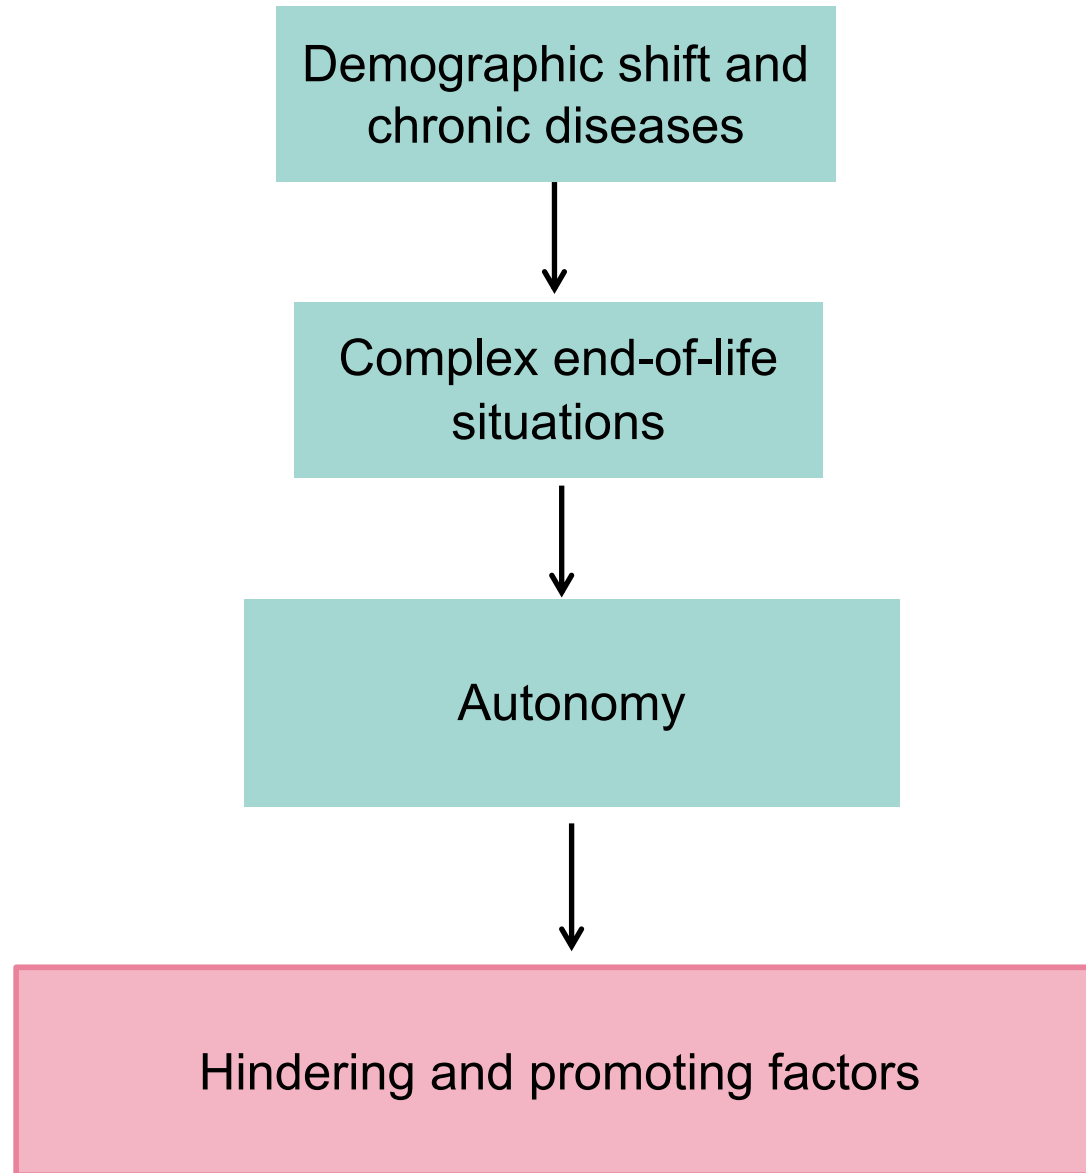 Demographic shift and
chronic diseases
Complex end-of-life
situations
Autonomy
Hindering and promoting factors